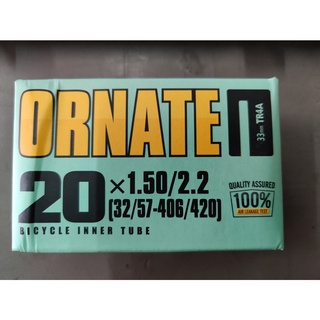 ORNATE
33mm TR4A
20
×1.50/2.2
[32/57-406/420]
BICYCLE INNER TUBE
QUALITY ASSURED
100%
AIR LEAKAGE TEST